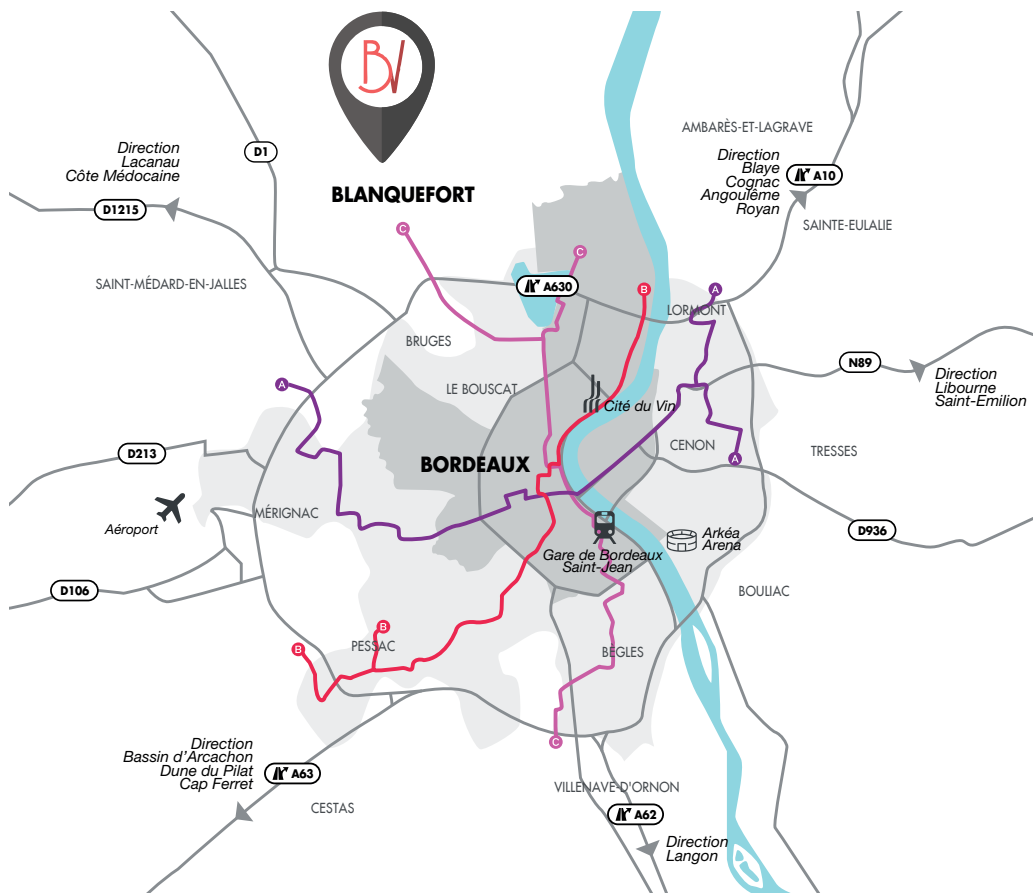 BV
AMBARÈS-ET-LAGRAVE
Direction
Lacanau
Côte Médocaine
D1
Direction
Blaye
Cognac
Angoulême
Royan
A10
BLANQUEFORT
D1215
SAINTE-EULALIE
C
C
SAINT-MÉDARD-EN-JALLES
A630
B
A
LORMONT
BRUGES
N89
Direction
Libourne
Saint-Emilion
A
LE BOUSCAT
Cité du Vin
CENON
TRESSES
A
D213
BORDEAUX
Aéroport
MÉRIGNAC
Gare de Bordeaux
Saint-Jean
Arkéa
Arena
D936
D106
BOULIAC
B
B
PESSAC
BÈGLES
C
Direction
Bassin d'Arcachon
Dune du Pilat
Cap Ferret
A63
CESTAS
VILLENAVE-D'ORNON
A62
Direction
Langon